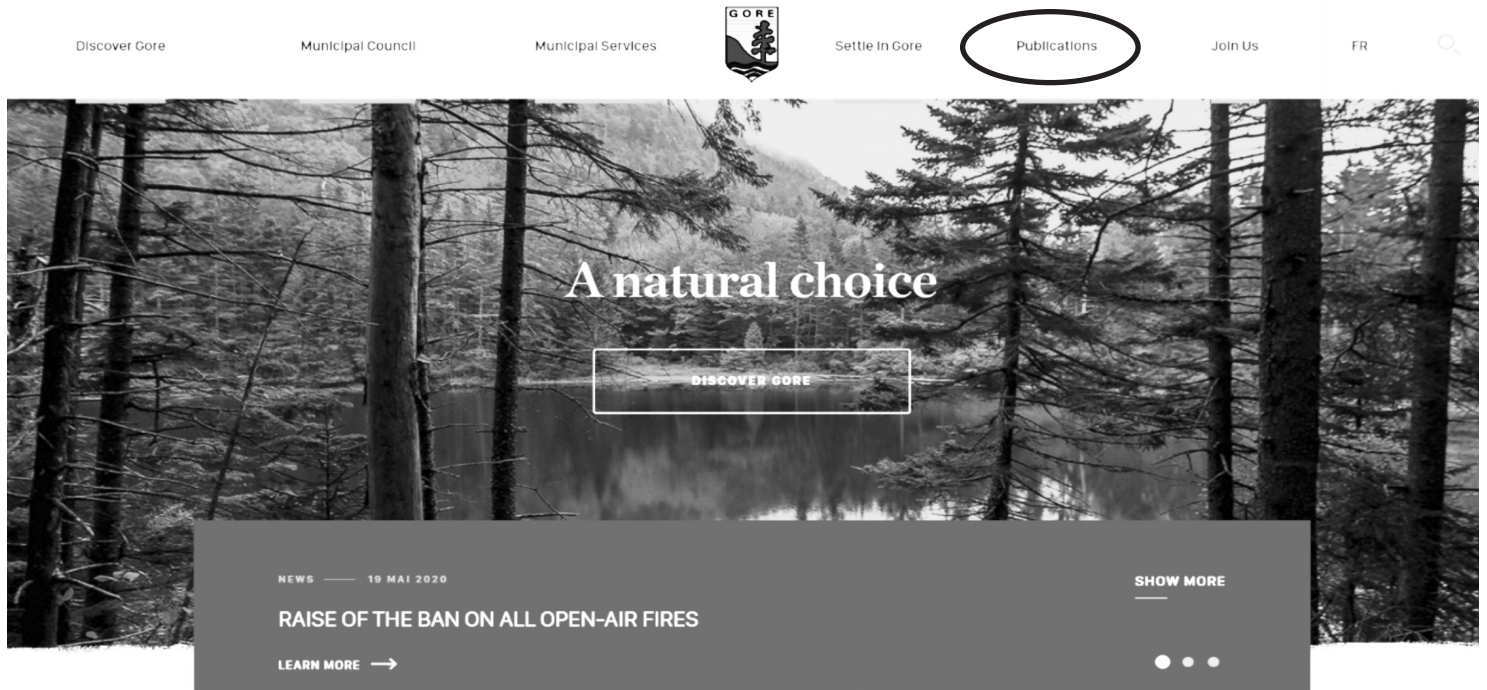 GORE
Discover Gore
Municipal Council
Municipal Services
Settle in Gore
Publications
Join Us
FR
A natural choice
DISCOVER GORE
NEWS — 19 MAI 2020
SHOW MORE
RAISE OF THE BAN ON ALL OPEN-AIR FIRES
LEARN MORE →